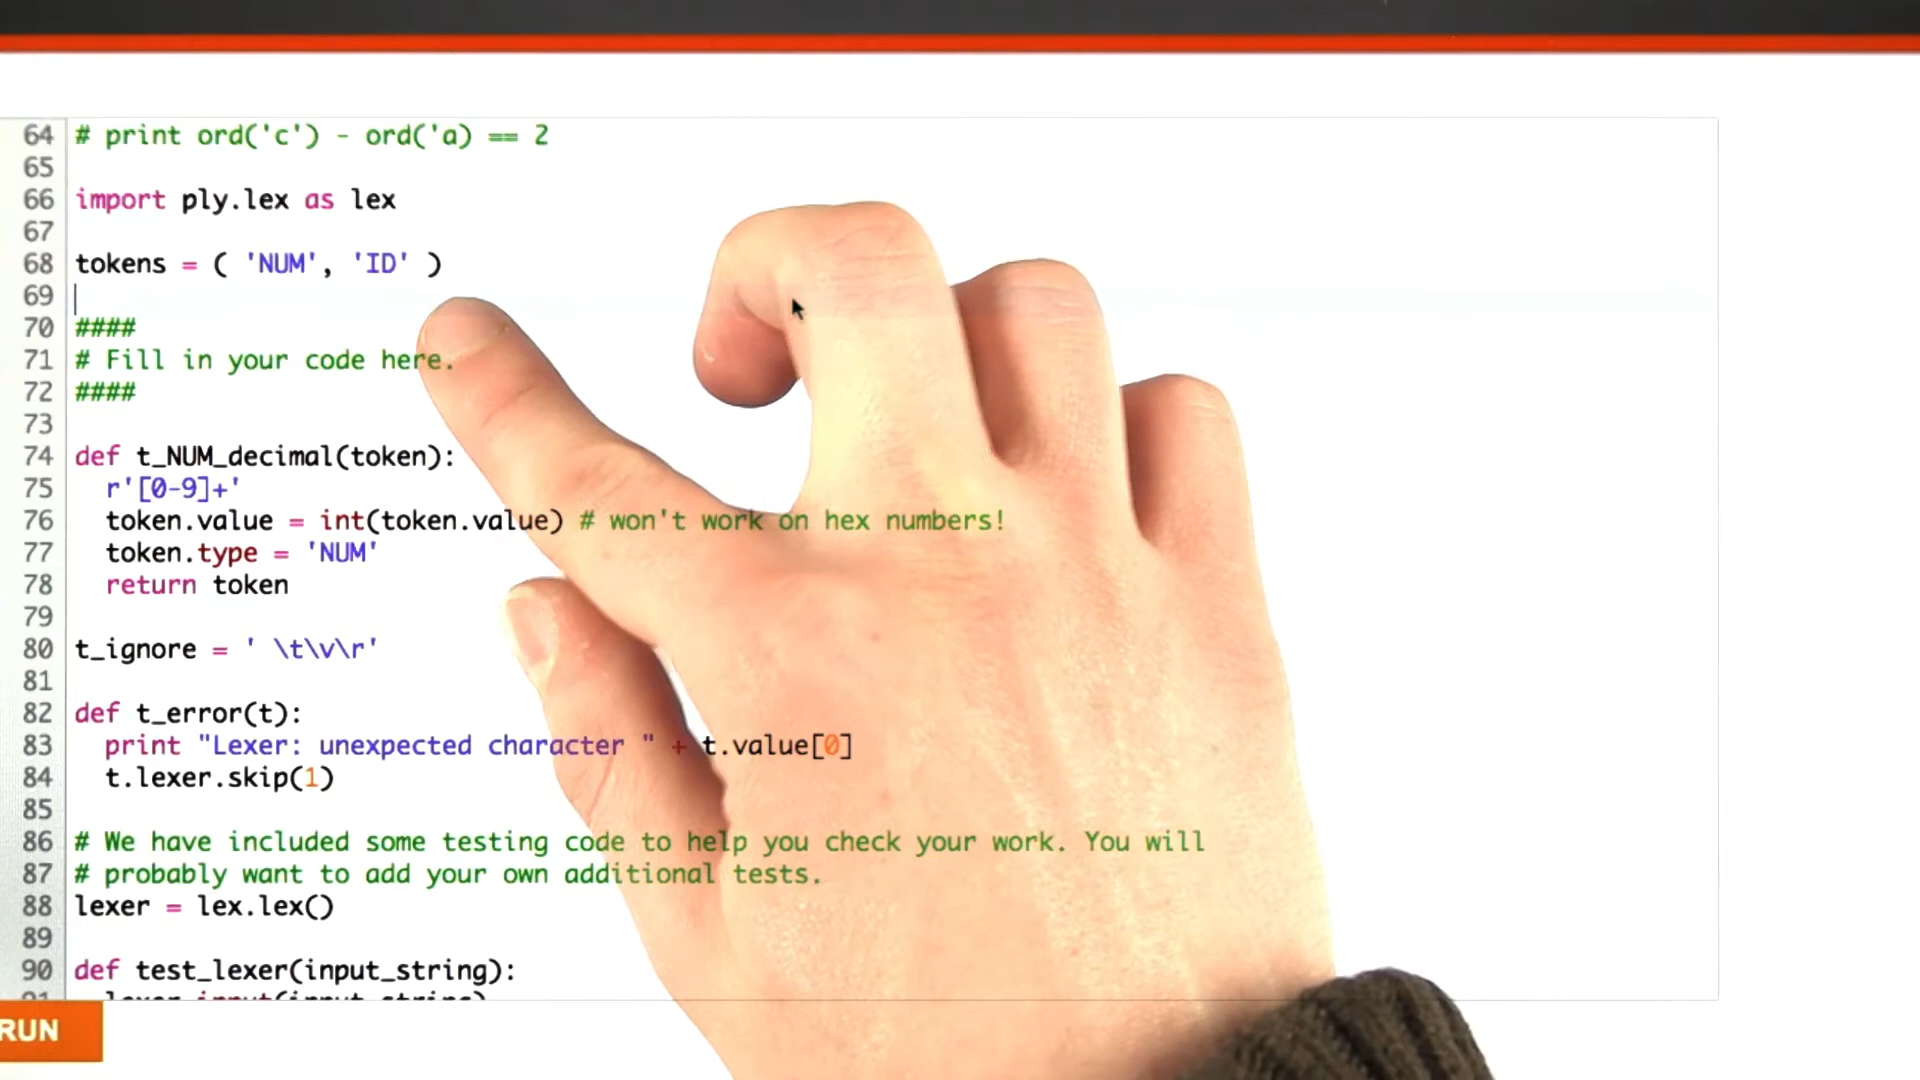 64 # print ord('c') - ord('a) == 2
65
66 import ply.lex as lex
67
68 tokens = ( 'NUM', 'ID' )
69
70 ####
71 # Fill in your code here.
72 ####
73
74 def t_NUM_decimal(token):
75 r'[0-9]+'
76 token.value = int(token.value) # won't work on hex numbers!
77 token.type = 'NUM'
78 return token
79
80 t_ignore = ' \t\v\r'
81
82 def t_error(t):
83 print "Lexer: unexpected character " + t.value[0]
84 t.lexer.skip(1)
85
86 # We have included some testing code to help you check your work. You will
87 # probably want to add your own additional tests.
88 lexer = lex.lex()
89
90 def test_lexer(input_string):
91 lexer.input(input_string)
RUN